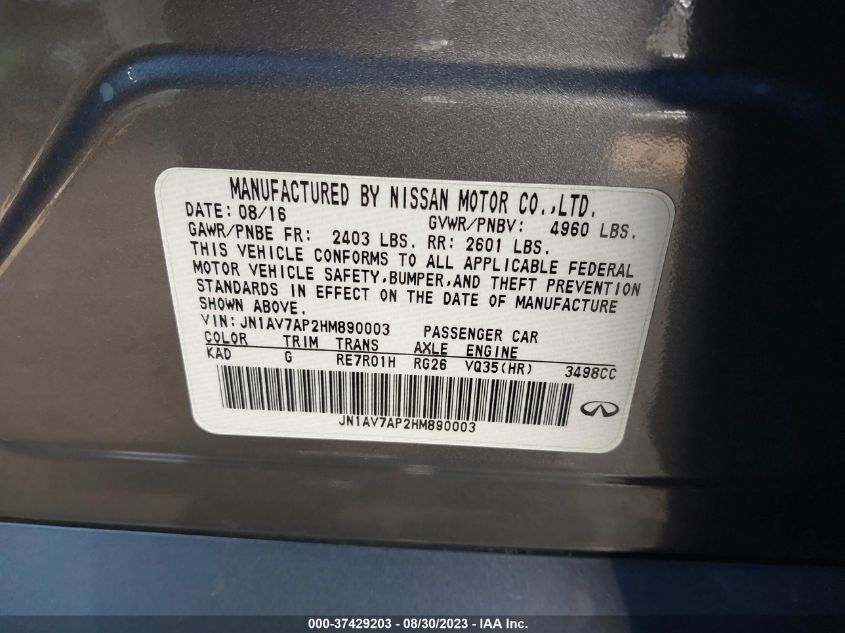 MANUFACTURED BY NISSAN MOTOR CO.,LTD.
DATE: 08/16 GVWR/PNBV: 4960 LBS.
GAWR/PNBE FR: 2403 LBS. RR: 2601 LBS.
THIS VEHICLE CONFORMS TO ALL APPLICABLE FEDERAL
MOTOR VEHICLE SAFETY,BUMPER,AND THEFT PREVENTION
STANDARDS IN EFFECT ON THE DATE OF MANUFACTURE
SHOWN ABOVE.
VIN:JN1AV7AP2HM890003 PASSENGER CAR
COLOR TRIM TRANS AXLE ENGINE
KAD G RE7R01H RG26 VQ35(HR) 3498CC
JN1AV7AP2HM890003
000-37429203 - 08/30/2023 - IAA Inc.